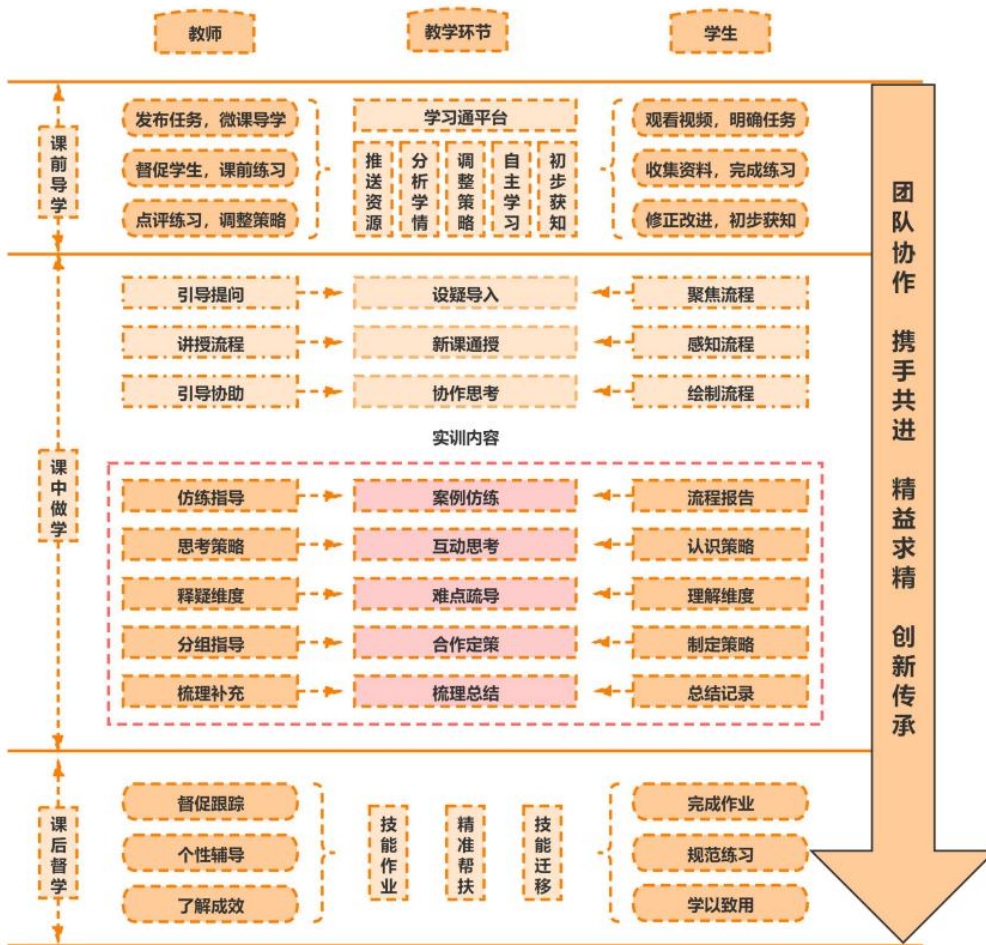 教师 教学环节 学生
课前导学
发布任务，微课导学
督促学生，课前练习
点评练习，调整策略
学习通平台
推送资源
分析学情
调整策略
自主学习
初步获知
观看视频，明确任务
收集资料，完成练习
修正改进，初步获知
课中做学
引导提问 设疑导入 聚焦流程
讲授流程 新课通授 感知流程
引导协助 协作思考 绘制流程
实训内容
仿练指导 案例仿练 流程报告
思考策略 互动思考 认识策略
释疑维度 难点疏导 理解维度
分组指导 合作定策 制定策略
梳理补充 梳理总结 总结记录
课后督学
督促跟踪
个性辅导
了解成效
技能作业
精准帮扶
技能迁移
完成作业
规范练习
学以致用
团队协作 携手共进 精益求精 创新传承